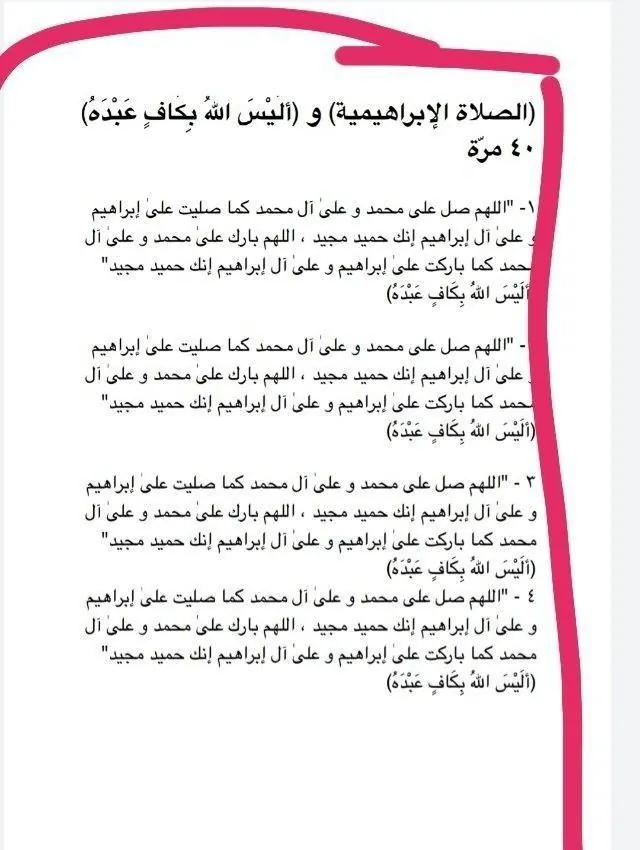 (الصلاة الإبراهيمية) و (أَلَيْسَ اللهُ بِكَافٍ عَبْدَهُ)
٤٠ مرّة
١- "اللهم صل على محمد و علىٰ آل محمد كما صليت علىٰ إبراهيم
و علىٰ آل إبراهيم إنك حميد مجيد ، اللهم بارك علىٰ محمد و علىٰ آل
محمد كما باركت علىٰ إبراهيم و علىٰ آل إبراهيم إنك حميد مجيد"
(أَلَيْسَ اللهُ بِكَافٍ عَبْدَهُ)
- "اللهم صل على محمد و علىٰ آل محمد كما صليت علىٰ إبراهيم
و علىٰ آل إبراهيم إنك حميد مجيد ، اللهم بارك علىٰ محمد و علىٰ آل
محمد كما باركت علىٰ إبراهيم و علىٰ آل إبراهيم إنك حميد مجيد"
(أَلَيْسَ اللهُ بِكَافٍ عَبْدَهُ)
٣ - "اللهم صل على محمد و علىٰ آل محمد كما صليت علىٰ إبراهيم
و علىٰ آل إبراهيم إنك حميد مجيد ، اللهم بارك علىٰ محمد و علىٰ آل
محمد كما باركت علىٰ إبراهيم و علىٰ آل إبراهيم إنك حميد مجيد"
(أَلَيْسَ اللهُ بِكَافٍ عَبْدَهُ)
٤ - "اللهم صل على محمد و علىٰ آل محمد كما صليت علىٰ إبراهيم
و علىٰ آل إبراهيم إنك حميد مجيد ، اللهم بارك علىٰ محمد و علىٰ آل
محمد كما باركت علىٰ إبراهيم و علىٰ آل إبراهيم إنك حميد مجيد"
(أَلَيْسَ اللهُ بِكَافٍ عَبْدَهُ)